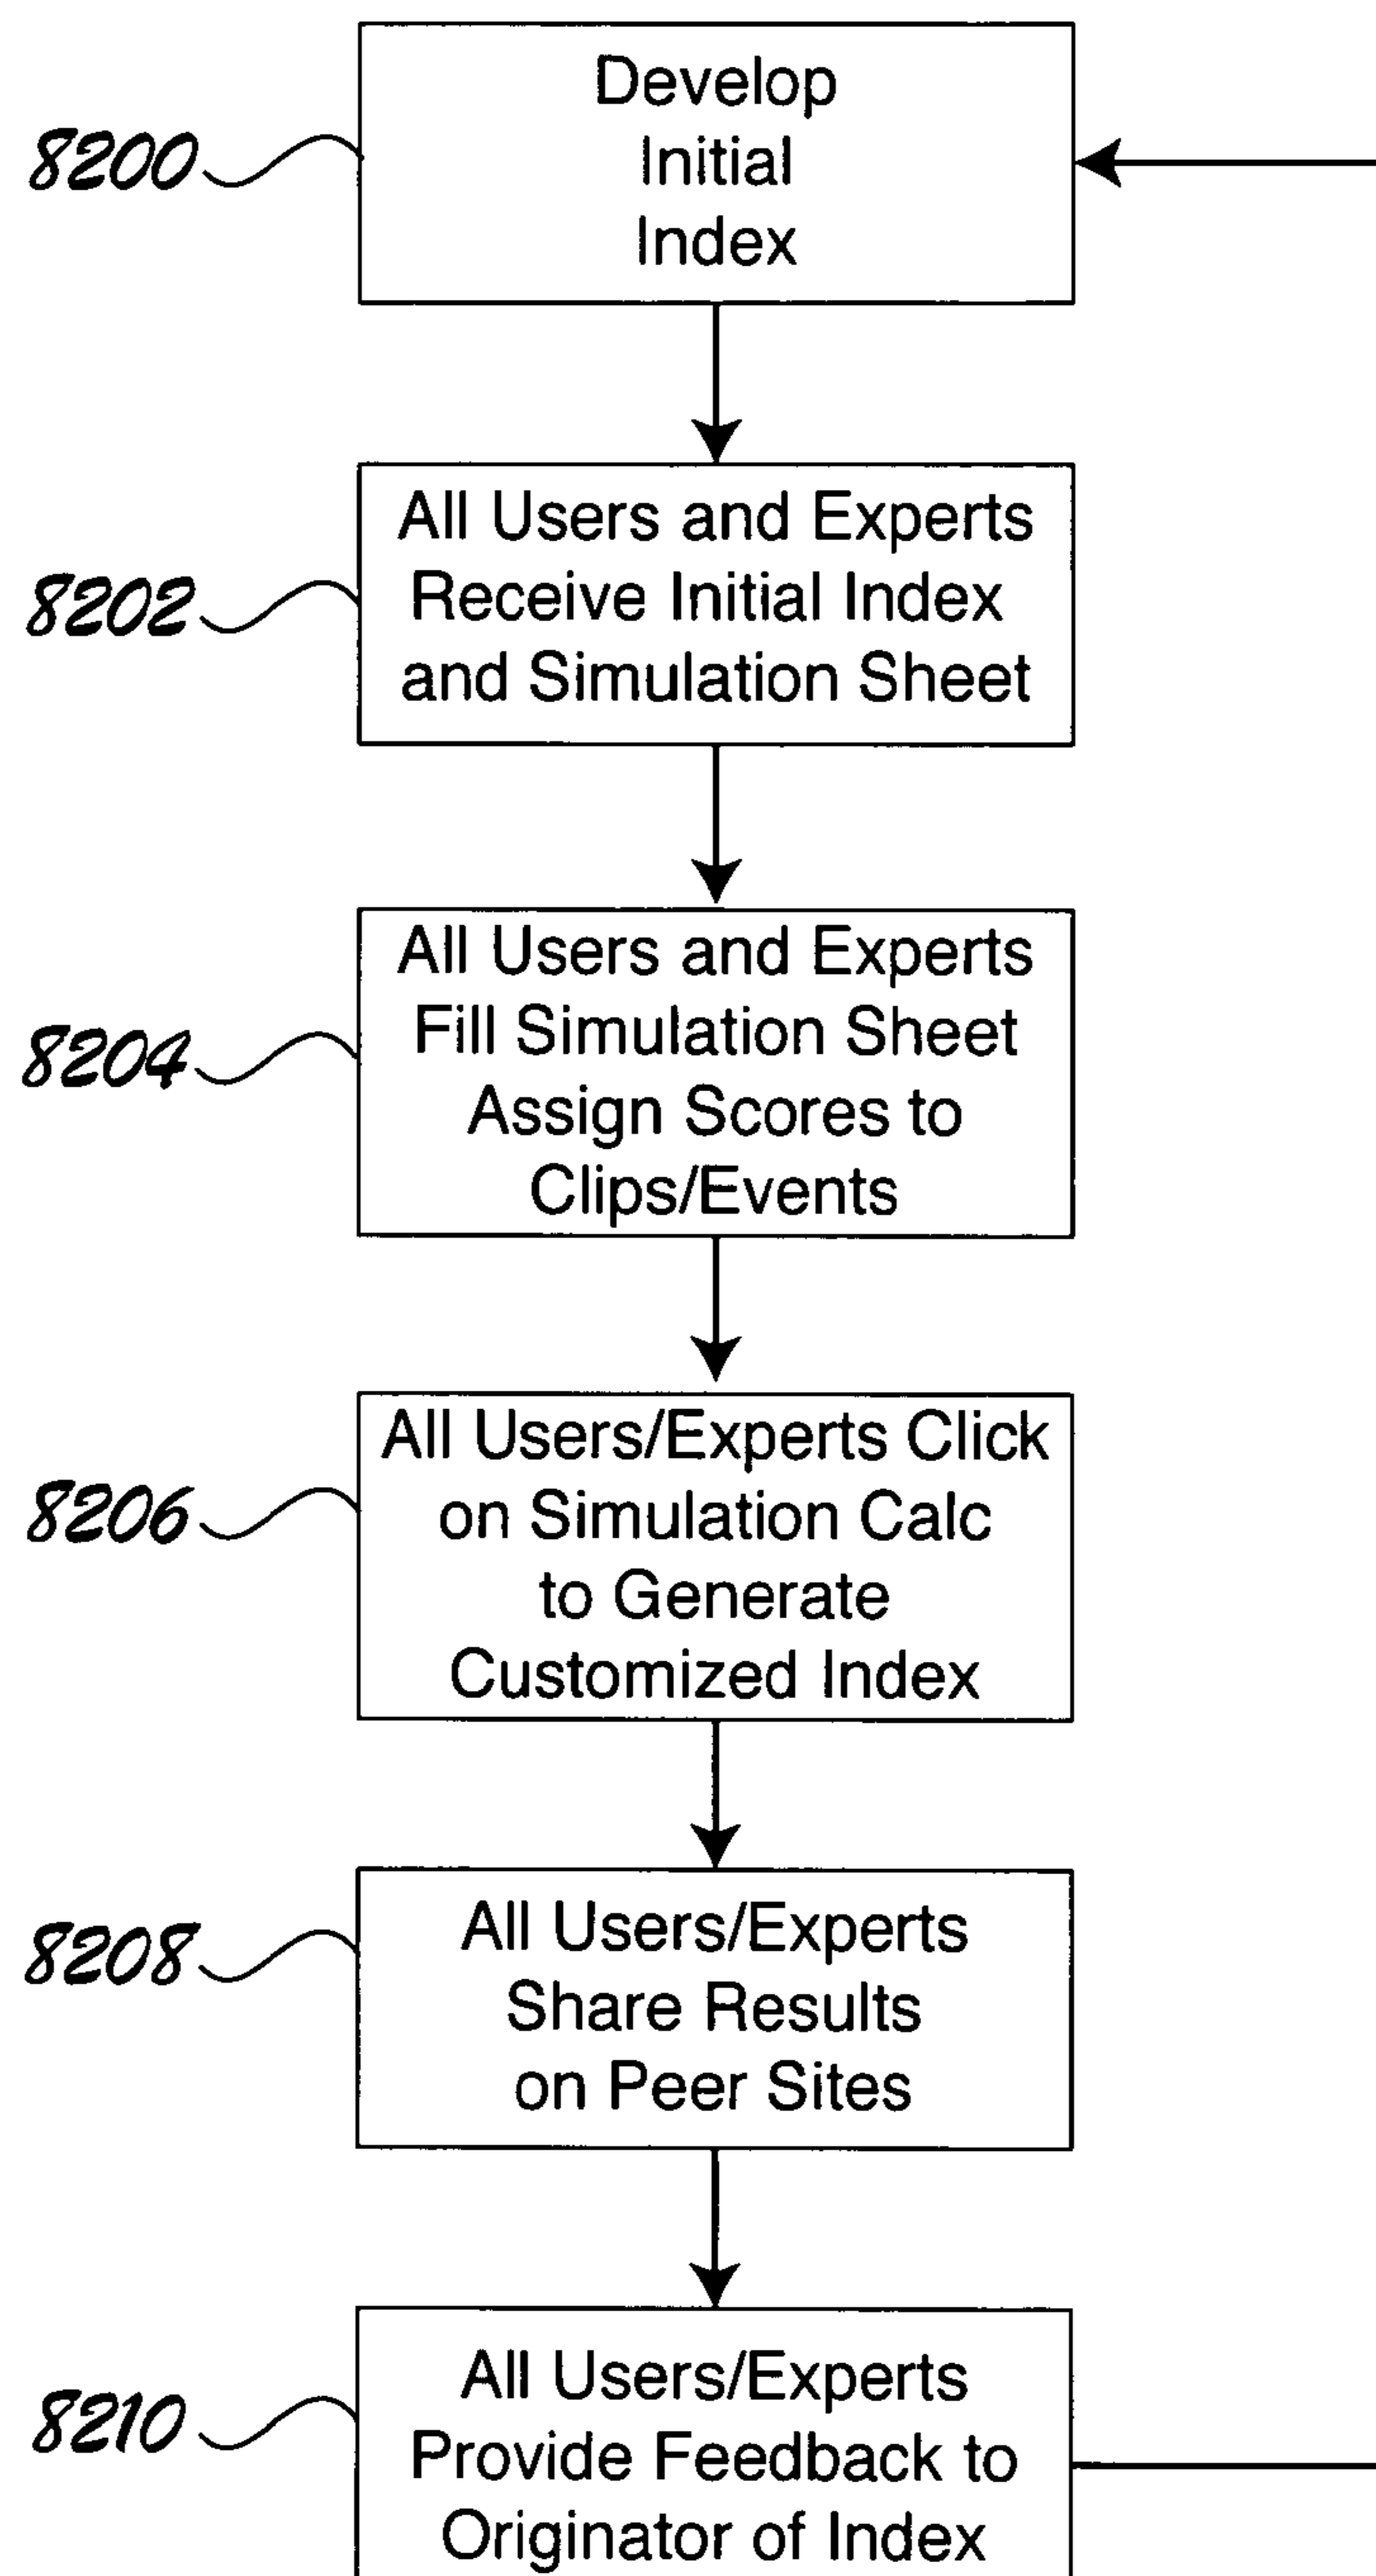 Develop
Initial
Index
8200
All Users and Experts
Receive Initial Index
and Simulation Sheet
8202
All Users and Experts
Fill Simulation Sheet
Assign Scores to
Clips/Events
8204
All Users/Experts Click
on Simulation Calc
to Generate
Customized Index
8206
All Users/Experts
Share Results
on Peer Sites
8208
All Users/Experts
Provide Feedback to
Originator of Index
8210